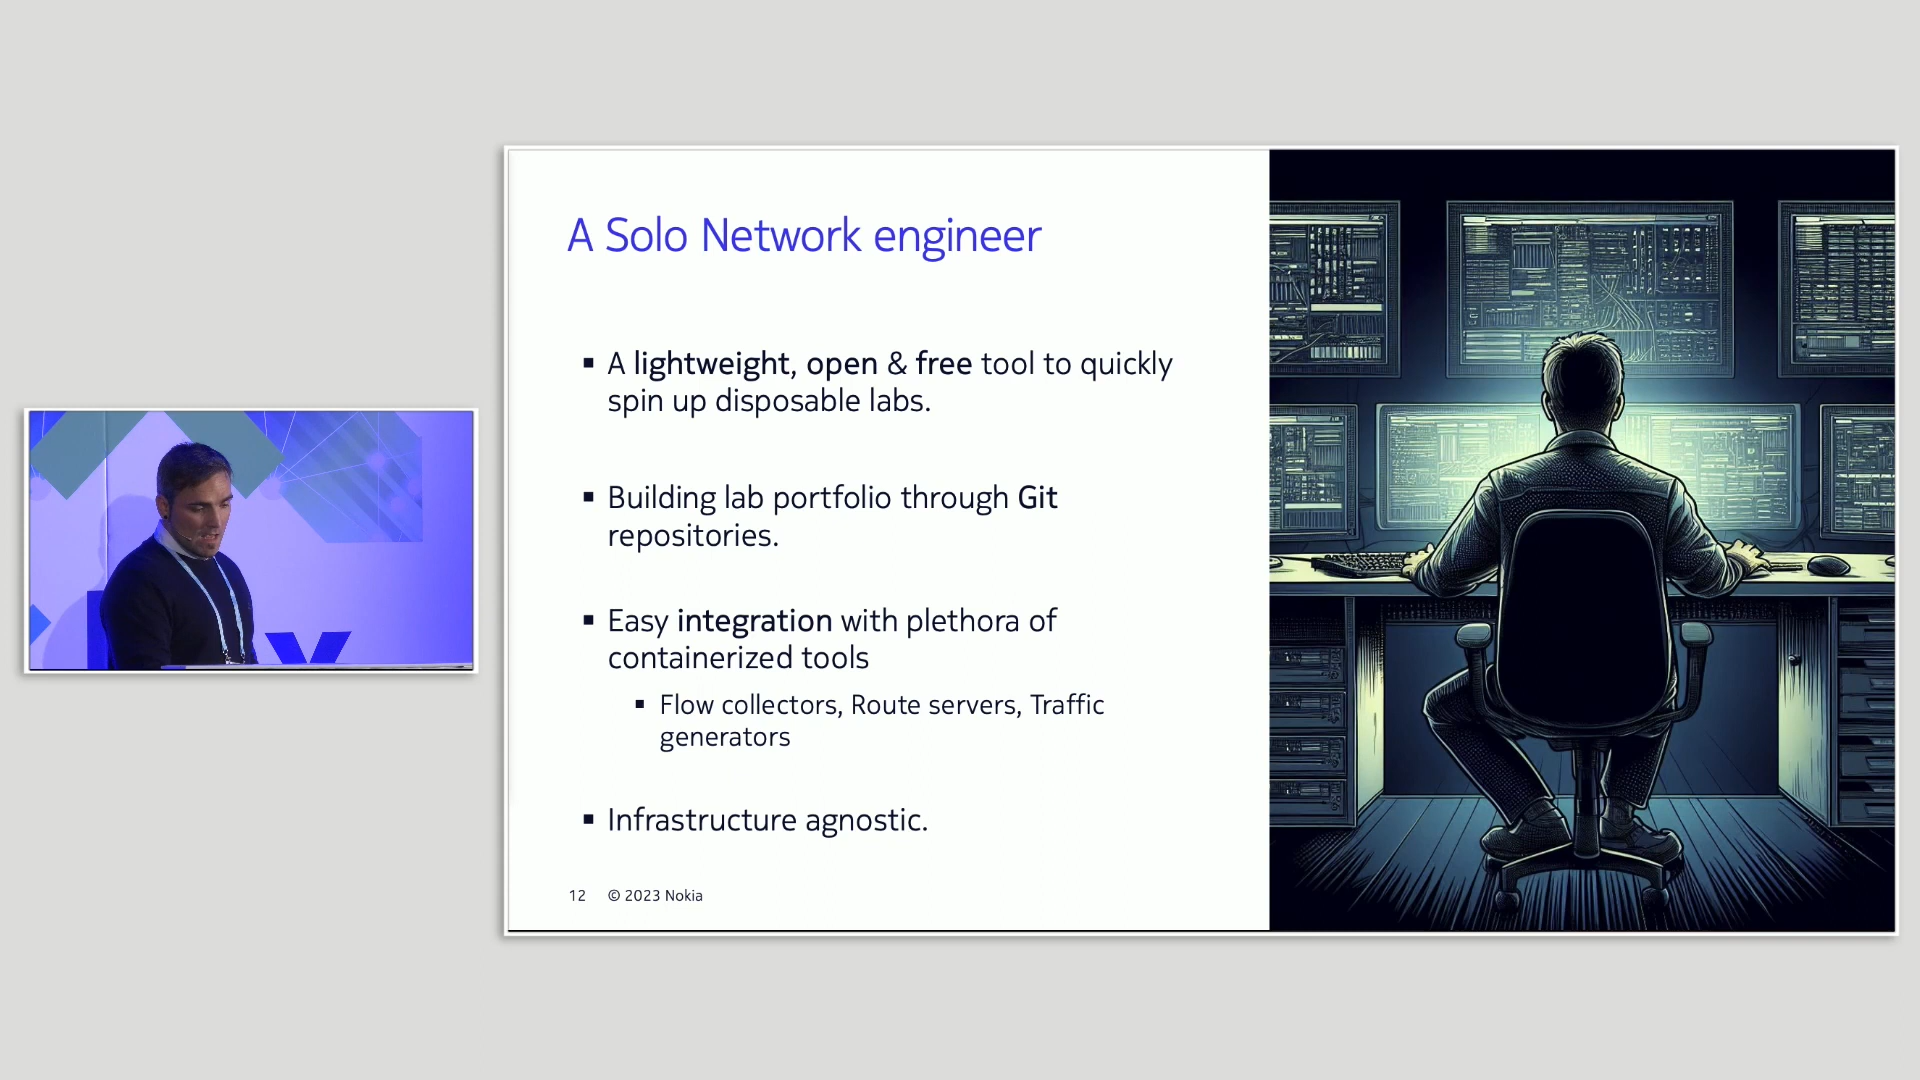 A Solo Network engineer
▪ A lightweight, open & free tool to quickly
spin up disposable labs.
▪ Building lab portfolio through Git
repositories.
▪ Easy integration with plethora of
containerized tools
▪ Flow collectors, Route servers, Traffic
generators
▪ Infrastructure agnostic.
12 © 2023 Nokia